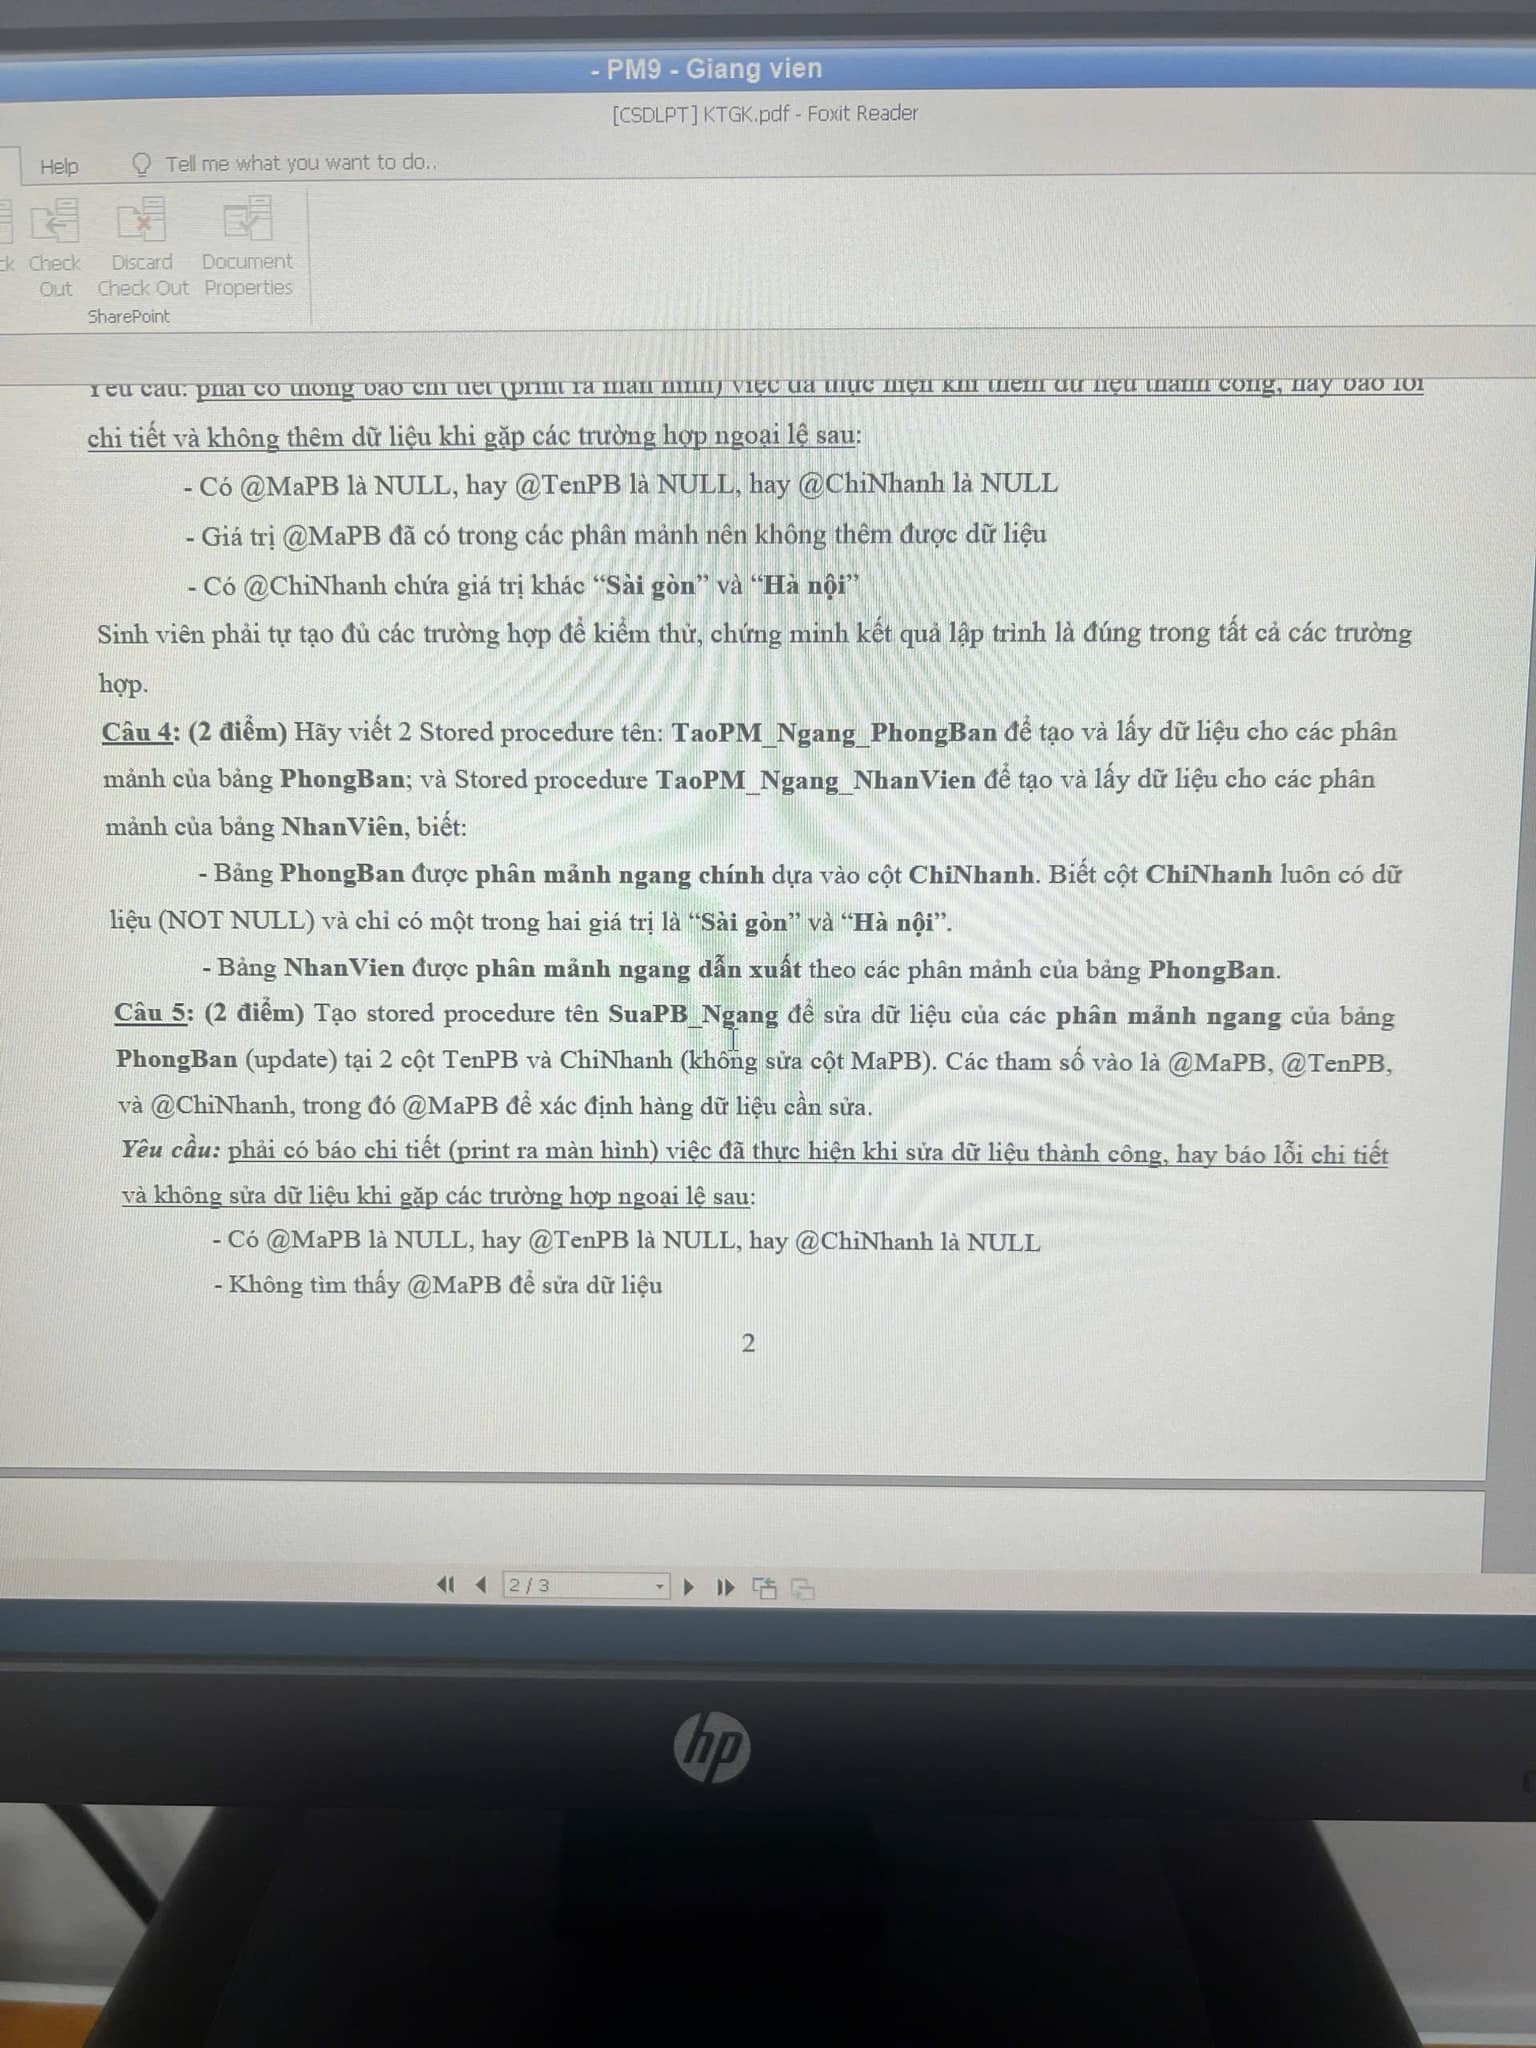 - PM9 - Giang vien
[CSDLPT] KTGK.pdf - Foxit Reader
Help Tell me what you want to do..
ck Check Discard Document
Out Check Out Properties
SharePoint
Yêu cầu: phải có thông báo chi tiết (print ra màn hình) việc đã thực hiện khi thêm dữ liệu thành công, hay báo lỗi
chi tiết và không thêm dữ liệu khi gặp các trường hợp ngoại lệ sau:
- Có @MaPB là NULL, hay @TenPB là NULL, hay @ChiNhanh là NULL
- Giá trị @MaPB đã có trong các phân mảnh nên không thêm được dữ liệu
- Có @ChiNhanh chứa giá trị khác “Sài gòn” và “Hà nội”
Sinh viên phải tự tạo đủ các trường hợp để kiểm thử, chứng minh kết quả lập trình là đúng trong tất cả các trường
hợp.
Câu 4: (2 điểm) Hãy viết 2 Stored procedure tên: TaoPM_Ngang_PhongBan để tạo và lấy dữ liệu cho các phân
mảnh của bảng PhongBan; và Stored procedure TaoPM_Ngang_NhanVien để tạo và lấy dữ liệu cho các phân
mảnh của bảng NhanViên, biết:
- Bảng PhongBan được phân mảnh ngang chính dựa vào cột ChiNhanh. Biết cột ChiNhanh luôn có dữ
liệu (NOT NULL) và chỉ có một trong hai giá trị là “Sài gòn” và “Hà nội”.
- Bảng NhanVien được phân mảnh ngang dẫn xuất theo các phân mảnh của bảng PhongBan.
Câu 5: (2 điểm) Tạo stored procedure tên SuaPB_Ngang để sửa dữ liệu của các phân mảnh ngang của bảng
PhongBan (update) tại 2 cột TenPB và ChiNhanh (không sửa cột MaPB). Các tham số vào là @MaPB, @TenPB,
và @ChiNhanh, trong đó @MaPB để xác định hàng dữ liệu cần sửa.
Yêu cầu: phải có báo chi tiết (print ra màn hình) việc đã thực hiện khi sửa dữ liệu thành công, hay báo lỗi chi tiết
và không sửa dữ liệu khi gặp các trường hợp ngoại lệ sau:
- Có @MaPB là NULL, hay @TenPB là NULL, hay @ChiNhanh là NULL
- Không tìm thấy @MaPB để sửa dữ liệu
2
2 / 3
hp